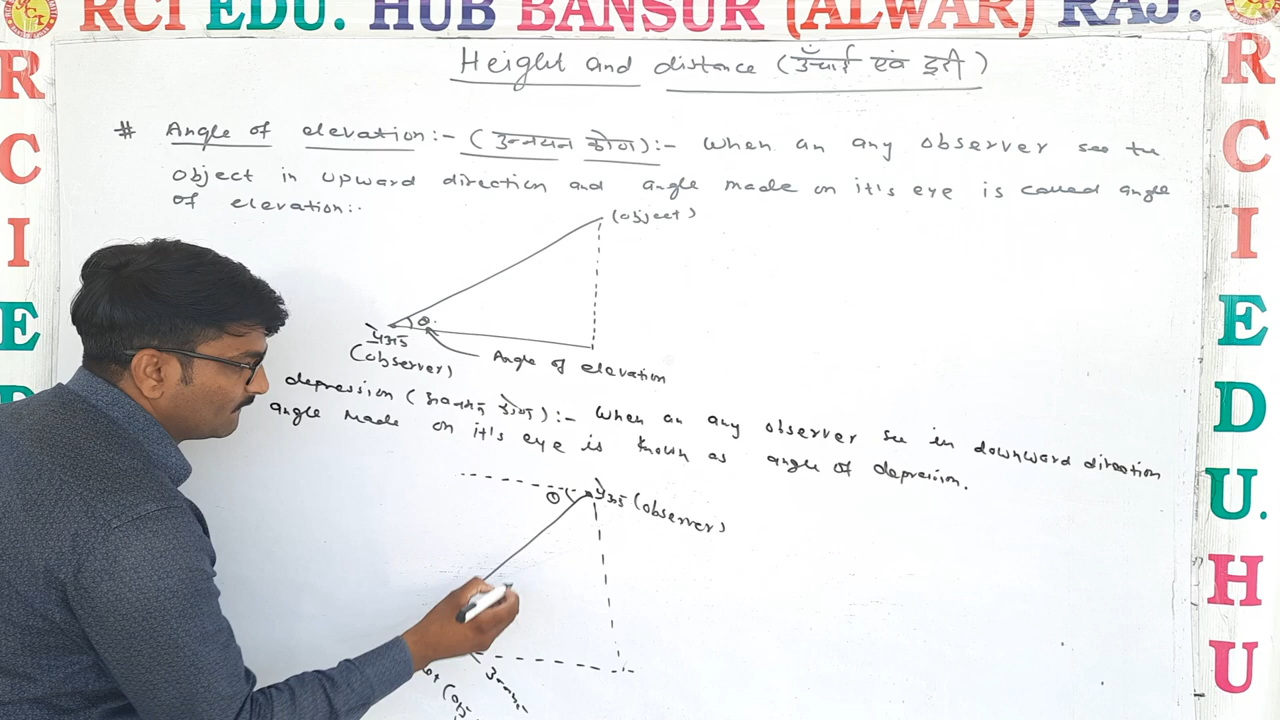 RCI EDU. HUB BANSUR (ALWAR) RAJ.
R
C
I
E
D
R
C
I
E
D
U.
H
U
Height and distance (ऊँचाई एवं दूरी)
# Angle of elevation:- (उन्नयन कोण):- when an any observer see the
object in upward direction and angle made on it's eye is called angle
of elevation:.
(object)
θ.
(observer)
Angle of elevation
depression ( कोण):- when an any observer see in downward direction
angle made on it's eye is known as angle of depression.
θ
(observer)